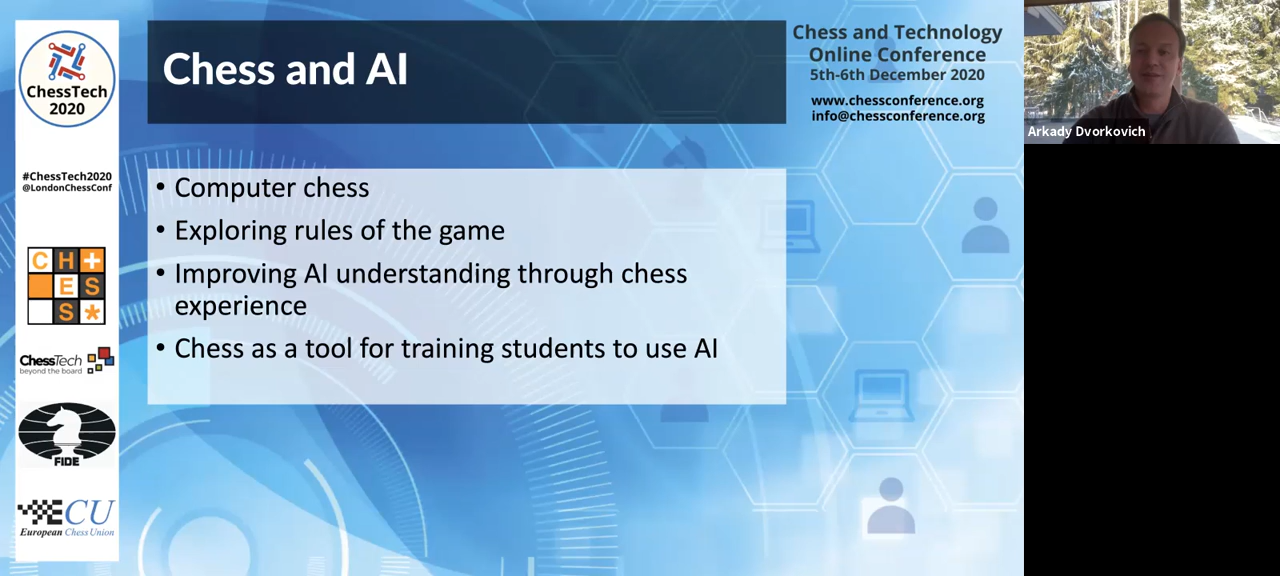 Chess and AI
Chess and Technology
Online Conference
5th-6th December 2020
www.chessconference.org
info@chessconference.org
Arkady Dvorkovich
ChessTech
2020
#ChessTech2020
@LondonChessConf
• Computer chess
• Exploring rules of the game
• Improving AI understanding through chess
experience
• Chess as a tool for training students to use AI
C H +
E S
S *
ChessTech
beyond the board
FIDE
ECU
European Chess Union